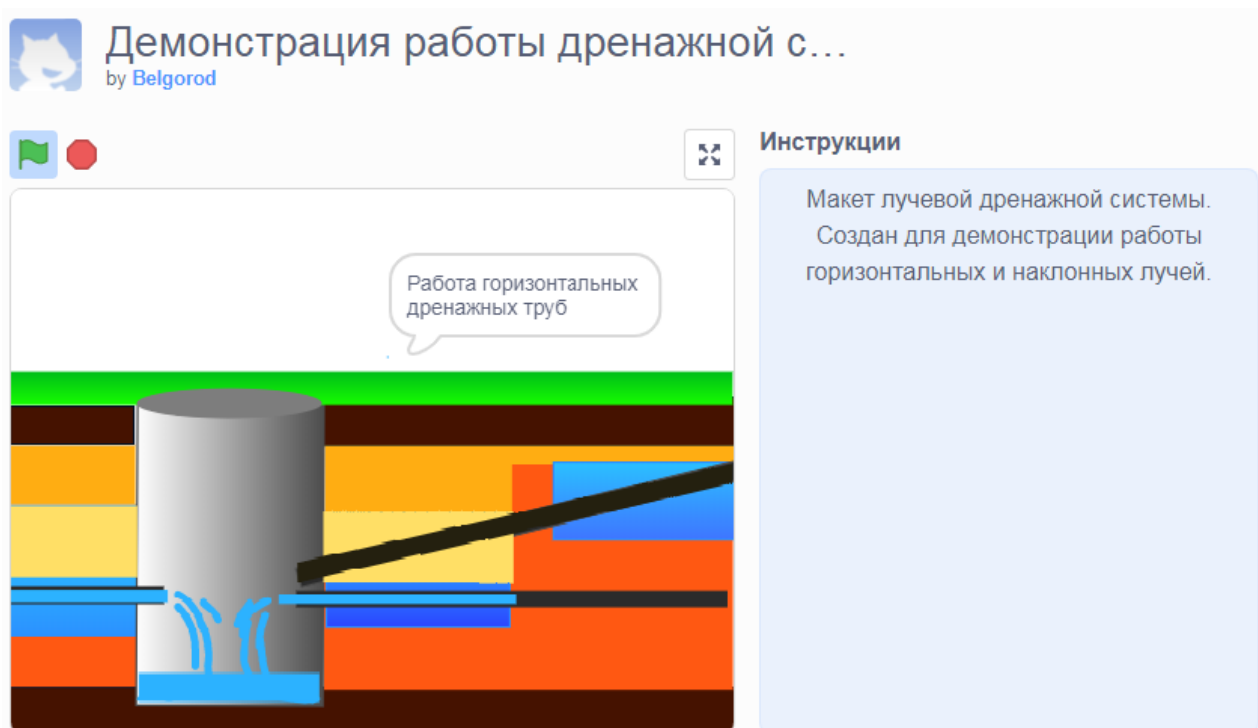 Демонстрация работы дренажной с...
by Belgorod
Инструкции
Макет лучевой дренажной системы.
Создан для демонстрации работы
горизонтальных и наклонных лучей.
Работа горизонтальных
дренажных труб